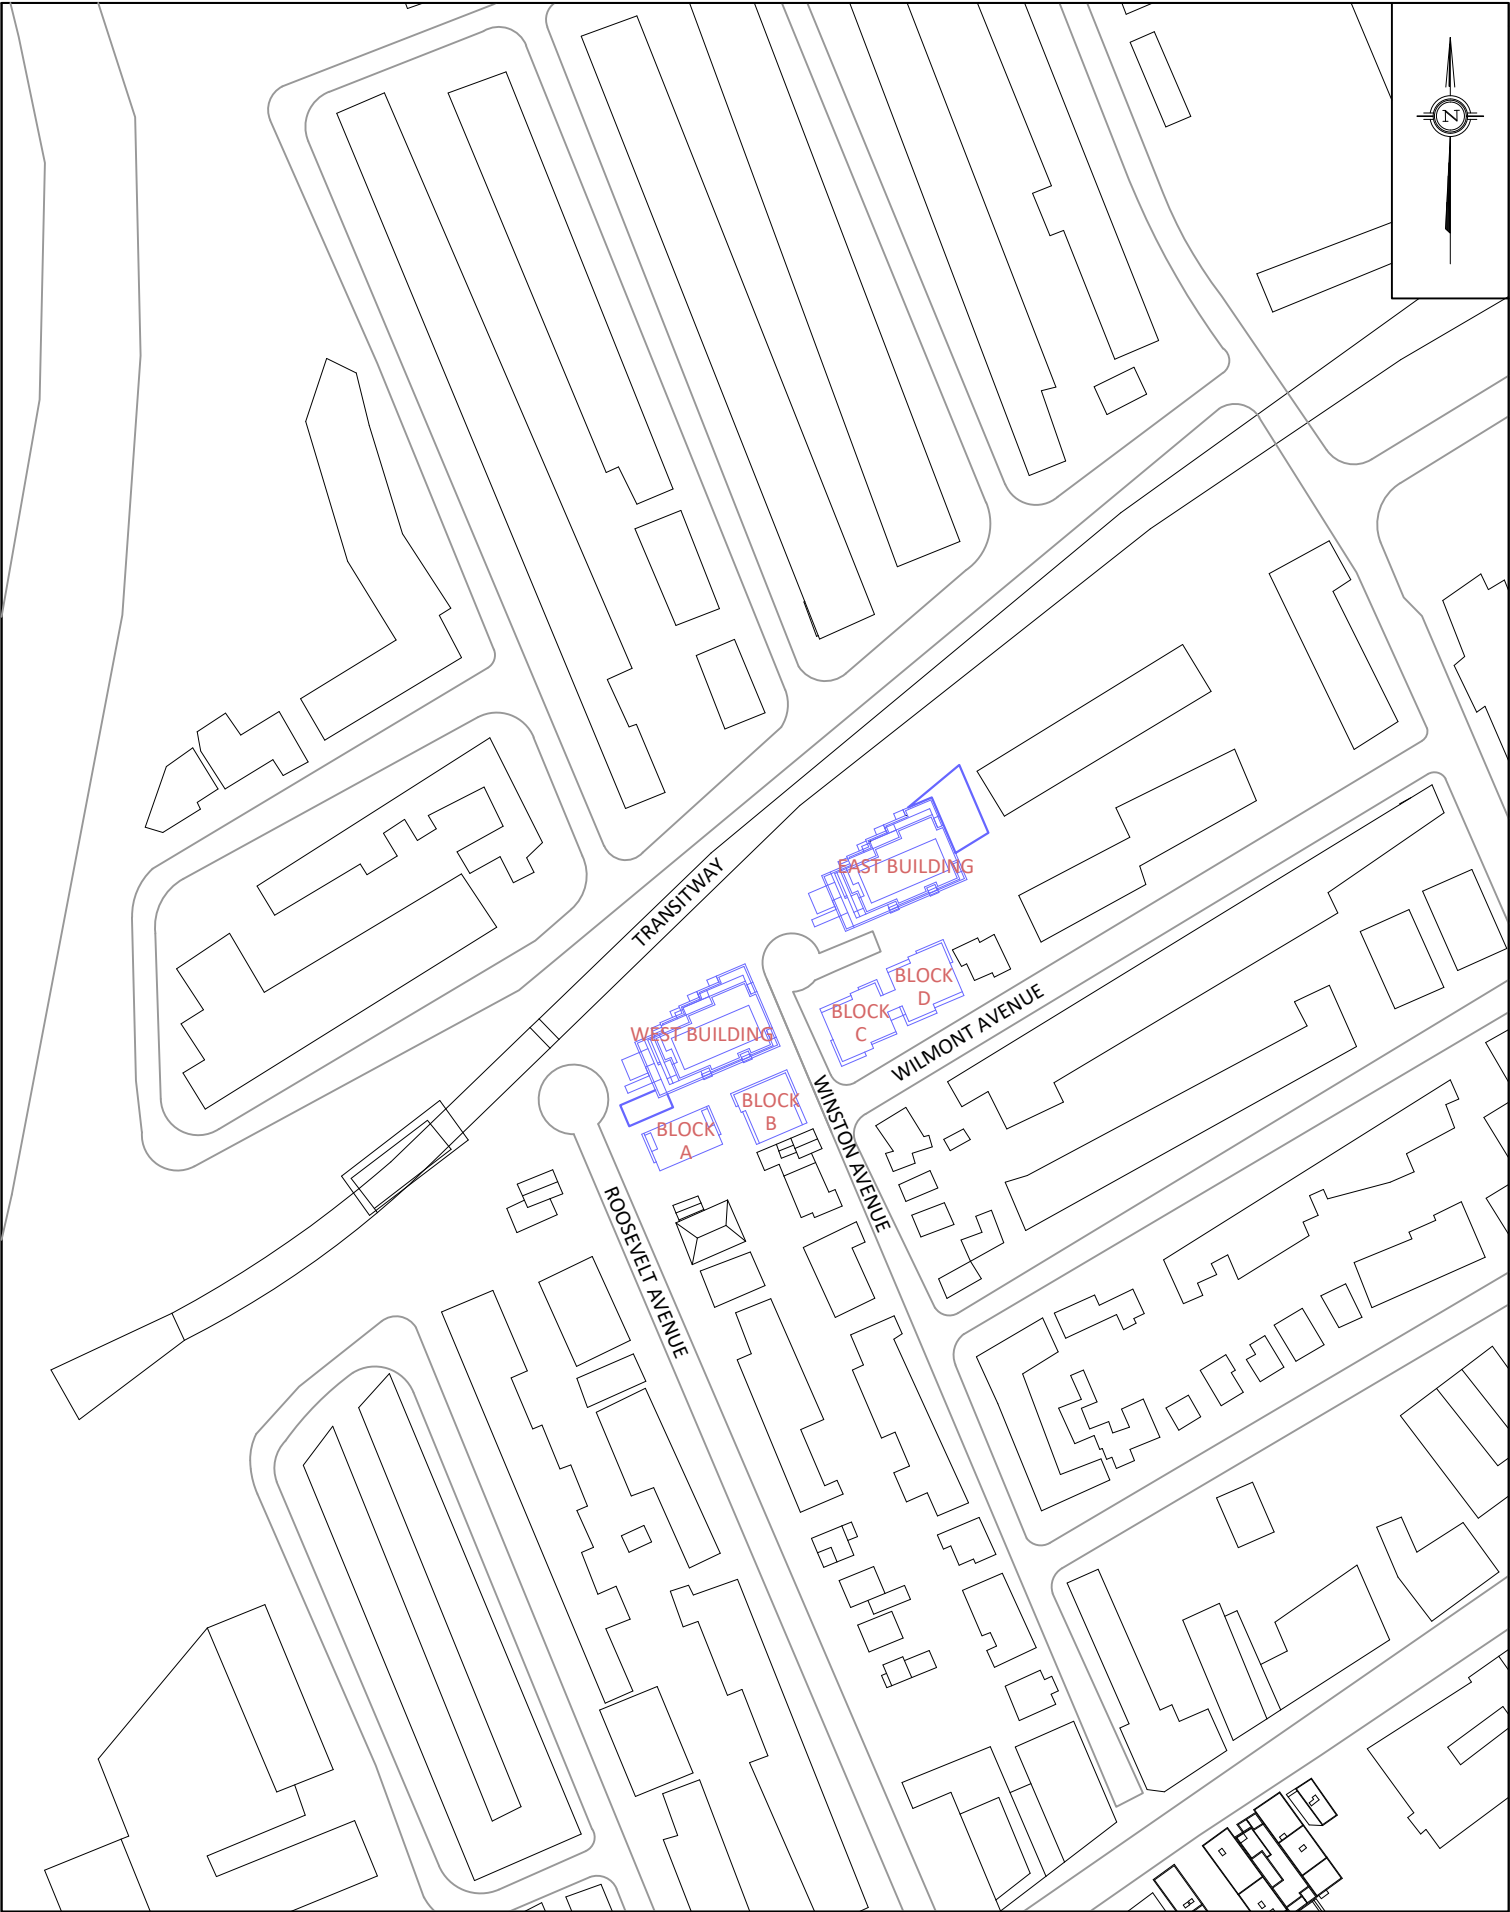 N
EAST BUILDING
TRANSITWAY
BLOCK
D
BLOCK
C
WEST BUILDING
WILMONT AVENUE
BLOCK
B
BLOCK
A
WINSTON AVENUE
ROOSEVELT AVENUE